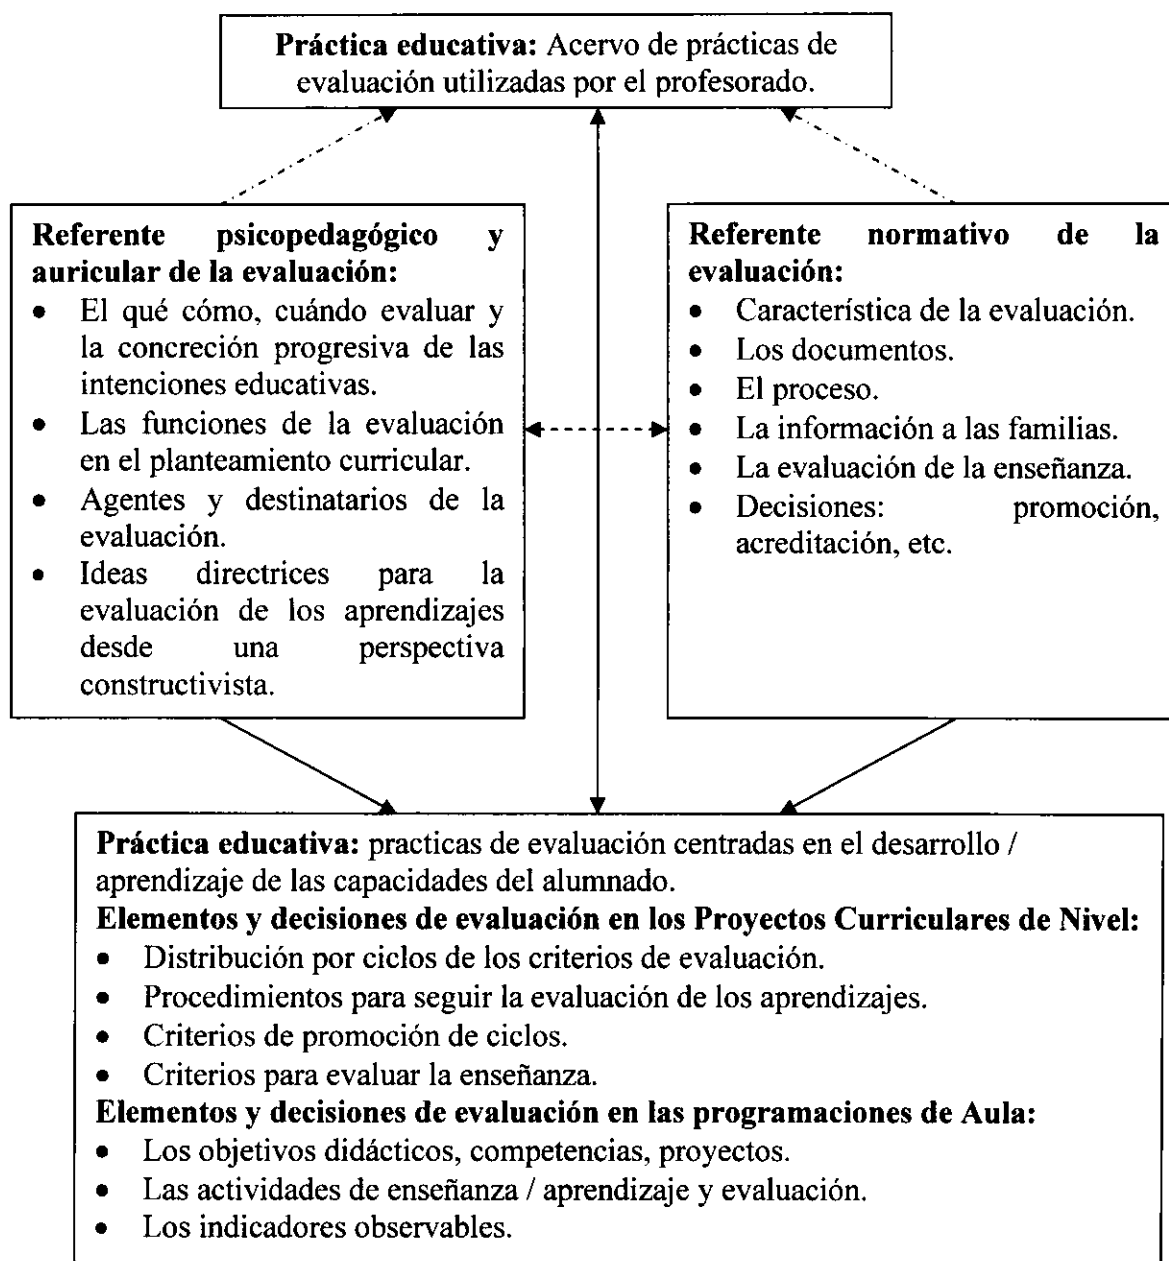 Práctica educativa: Acervo de prácticas de
evaluación utilizadas por el profesorado.
Referente psicopedagógico y
auricular de la evaluación:
• El qué cómo, cuándo evaluar y
la concreción progresiva de las
intenciones educativas.
• Las funciones de la evaluación
en el planteamiento curricular.
• Agentes y destinatarios de la
evaluación.
• Ideas directrices para la
evaluación de los aprendizajes
desde una perspectiva
constructivista.
Referente normativo de la
evaluación:
• Característica de la evaluación.
• Los documentos.
• El proceso.
• La información a las familias.
• La evaluación de la enseñanza.
• Decisiones: promoción,
acreditación, etc.
Práctica educativa: practicas de evaluación centradas en el desarrollo /
aprendizaje de las capacidades del alumnado.
Elementos y decisiones de evaluación en los Proyectos Curriculares de Nivel:
• Distribución por ciclos de los criterios de evaluación.
• Procedimientos para seguir la evaluación de los aprendizajes.
• Criterios de promoción de ciclos.
• Criterios para evaluar la enseñanza.
Elementos y decisiones de evaluación en las programaciones de Aula:
• Los objetivos didácticos, competencias, proyectos.
• Las actividades de enseñanza / aprendizaje y evaluación.
• Los indicadores observables.